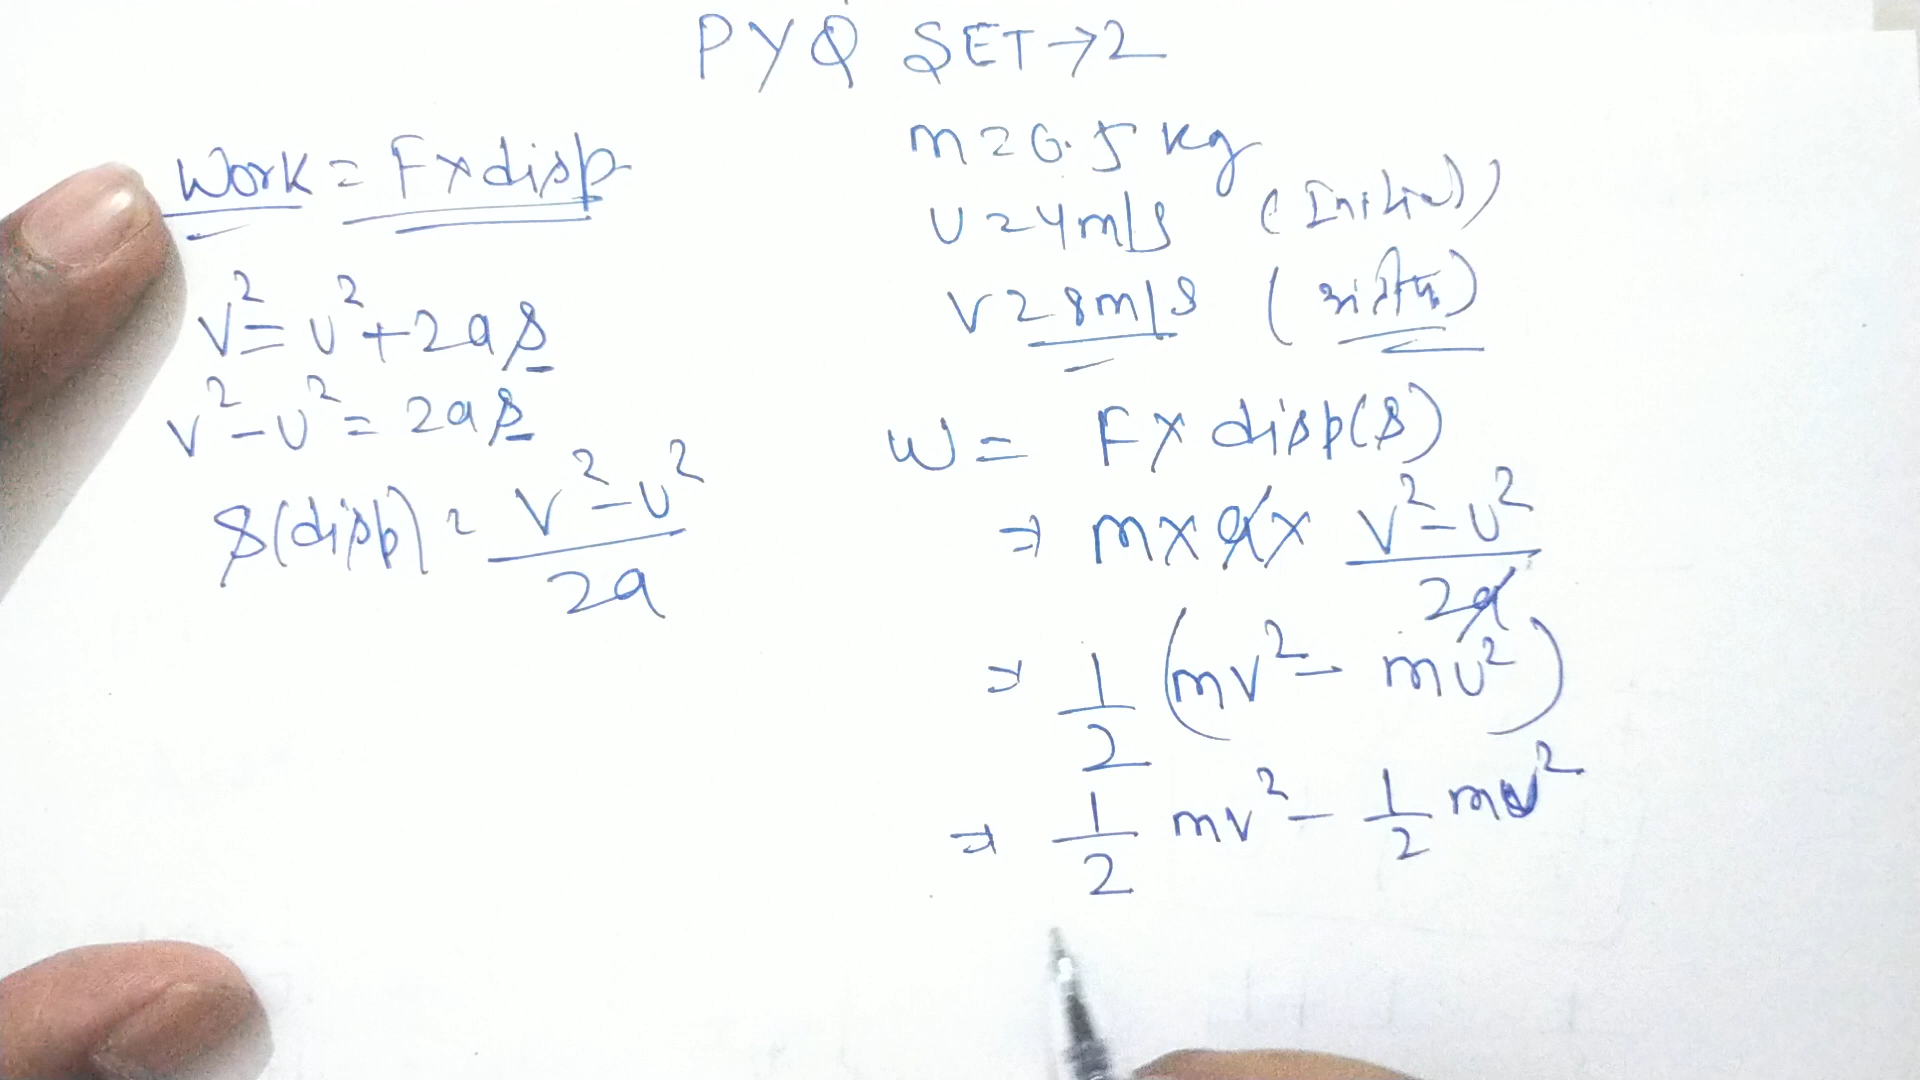 PYQ SET→2
Work = F×disp
v² = u²+2as
v²-u² = 2as
s(disp) = v²-u²/2a
m=0.5 kg
u=4m/s (Initial)
v=8m/s (अंतिम)
W = F× disp(s)
⇒ m×a× v²-u²/2a
⇒ 1/2 (mv² - mu²)
⇒ 1/2 mv² - 1/2 mu²